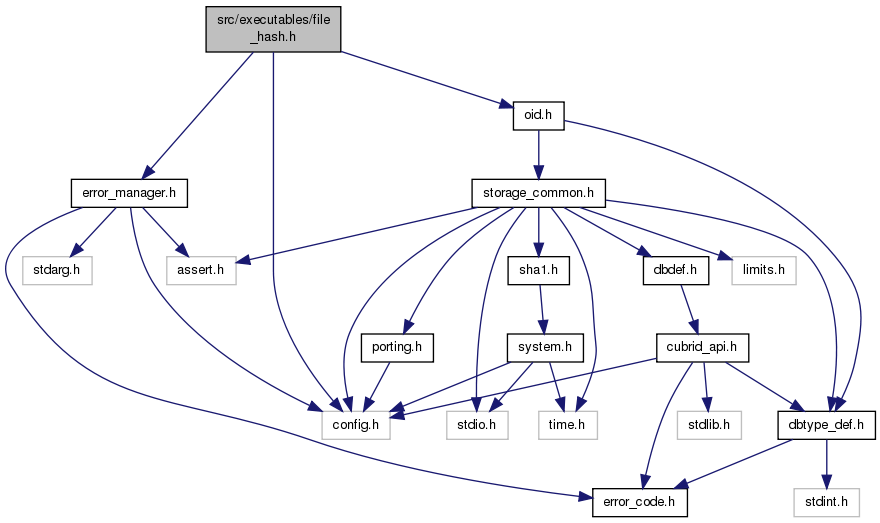 src/executables/file
_hash.h
oid.h
error_manager.h
storage_common.h
stdarg.h
assert.h
sha1.h
dbdef.h
limits.h
porting.h
system.h
cubrid_api.h
config.h
stdio.h
time.h
stdlib.h
dbtype_def.h
error_code.h
stdint.h